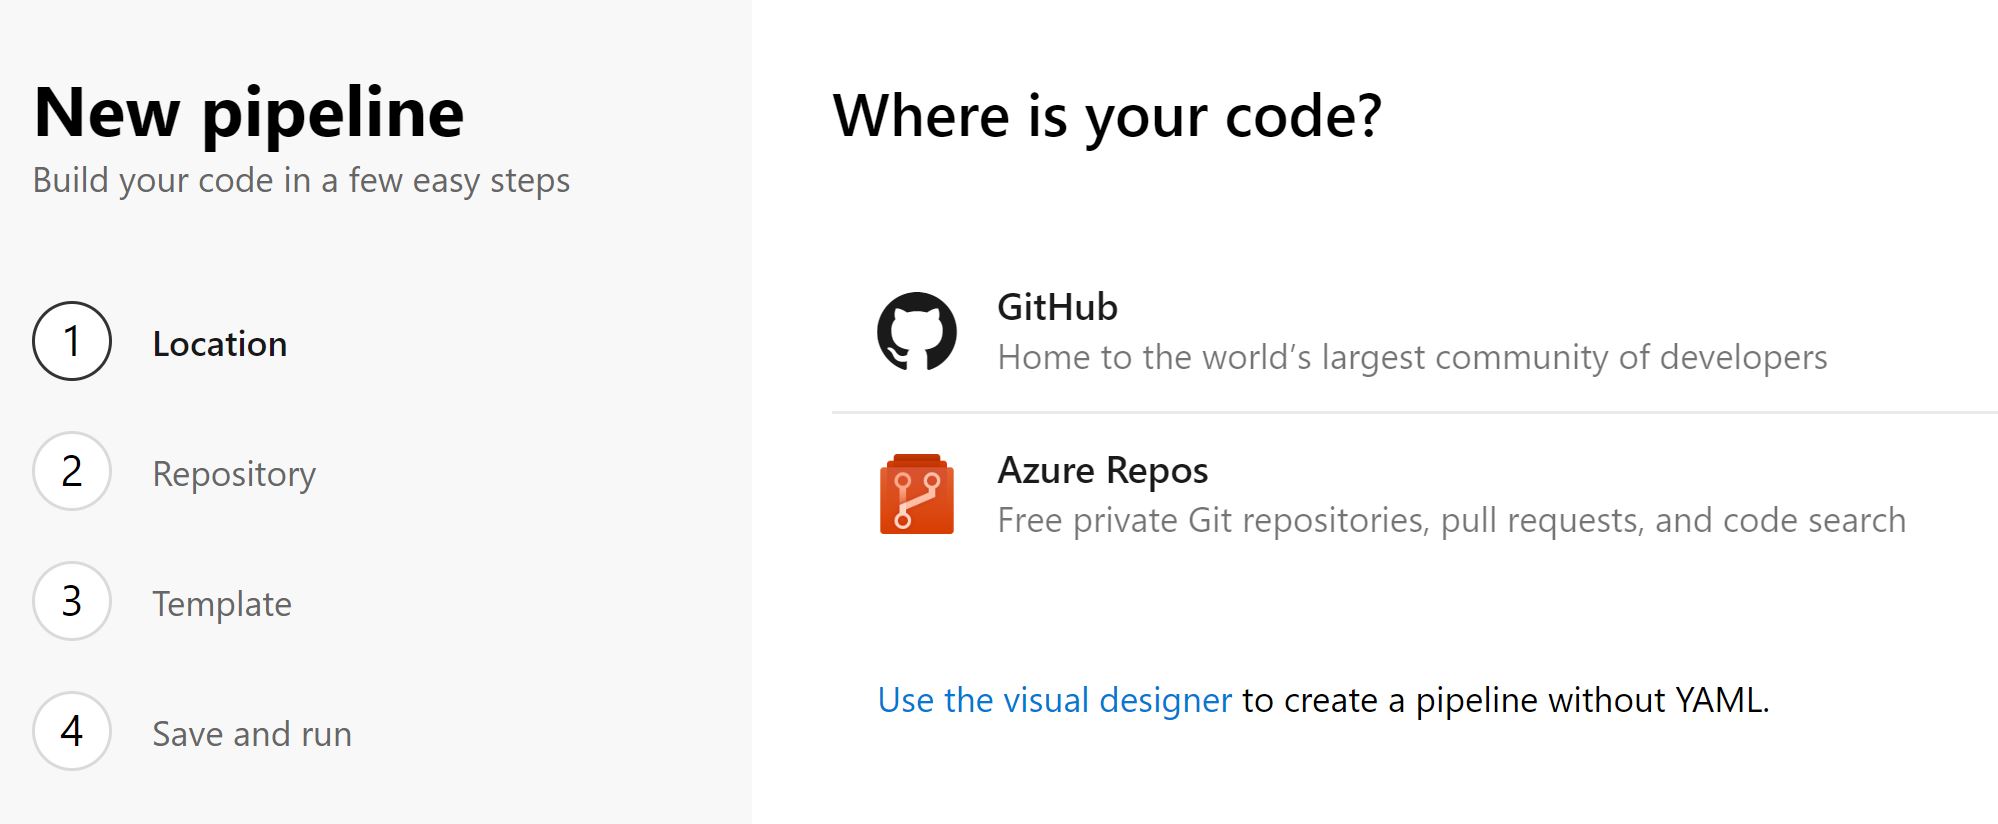 New pipeline
Build your code in a few easy steps
1 Location
2 Repository
3 Template
4 Save and run
Where is your code?
GitHub
Home to the world’s largest community of developers
Azure Repos
Free private Git repositories, pull requests, and code search
Use the visual designer to create a pipeline without YAML.